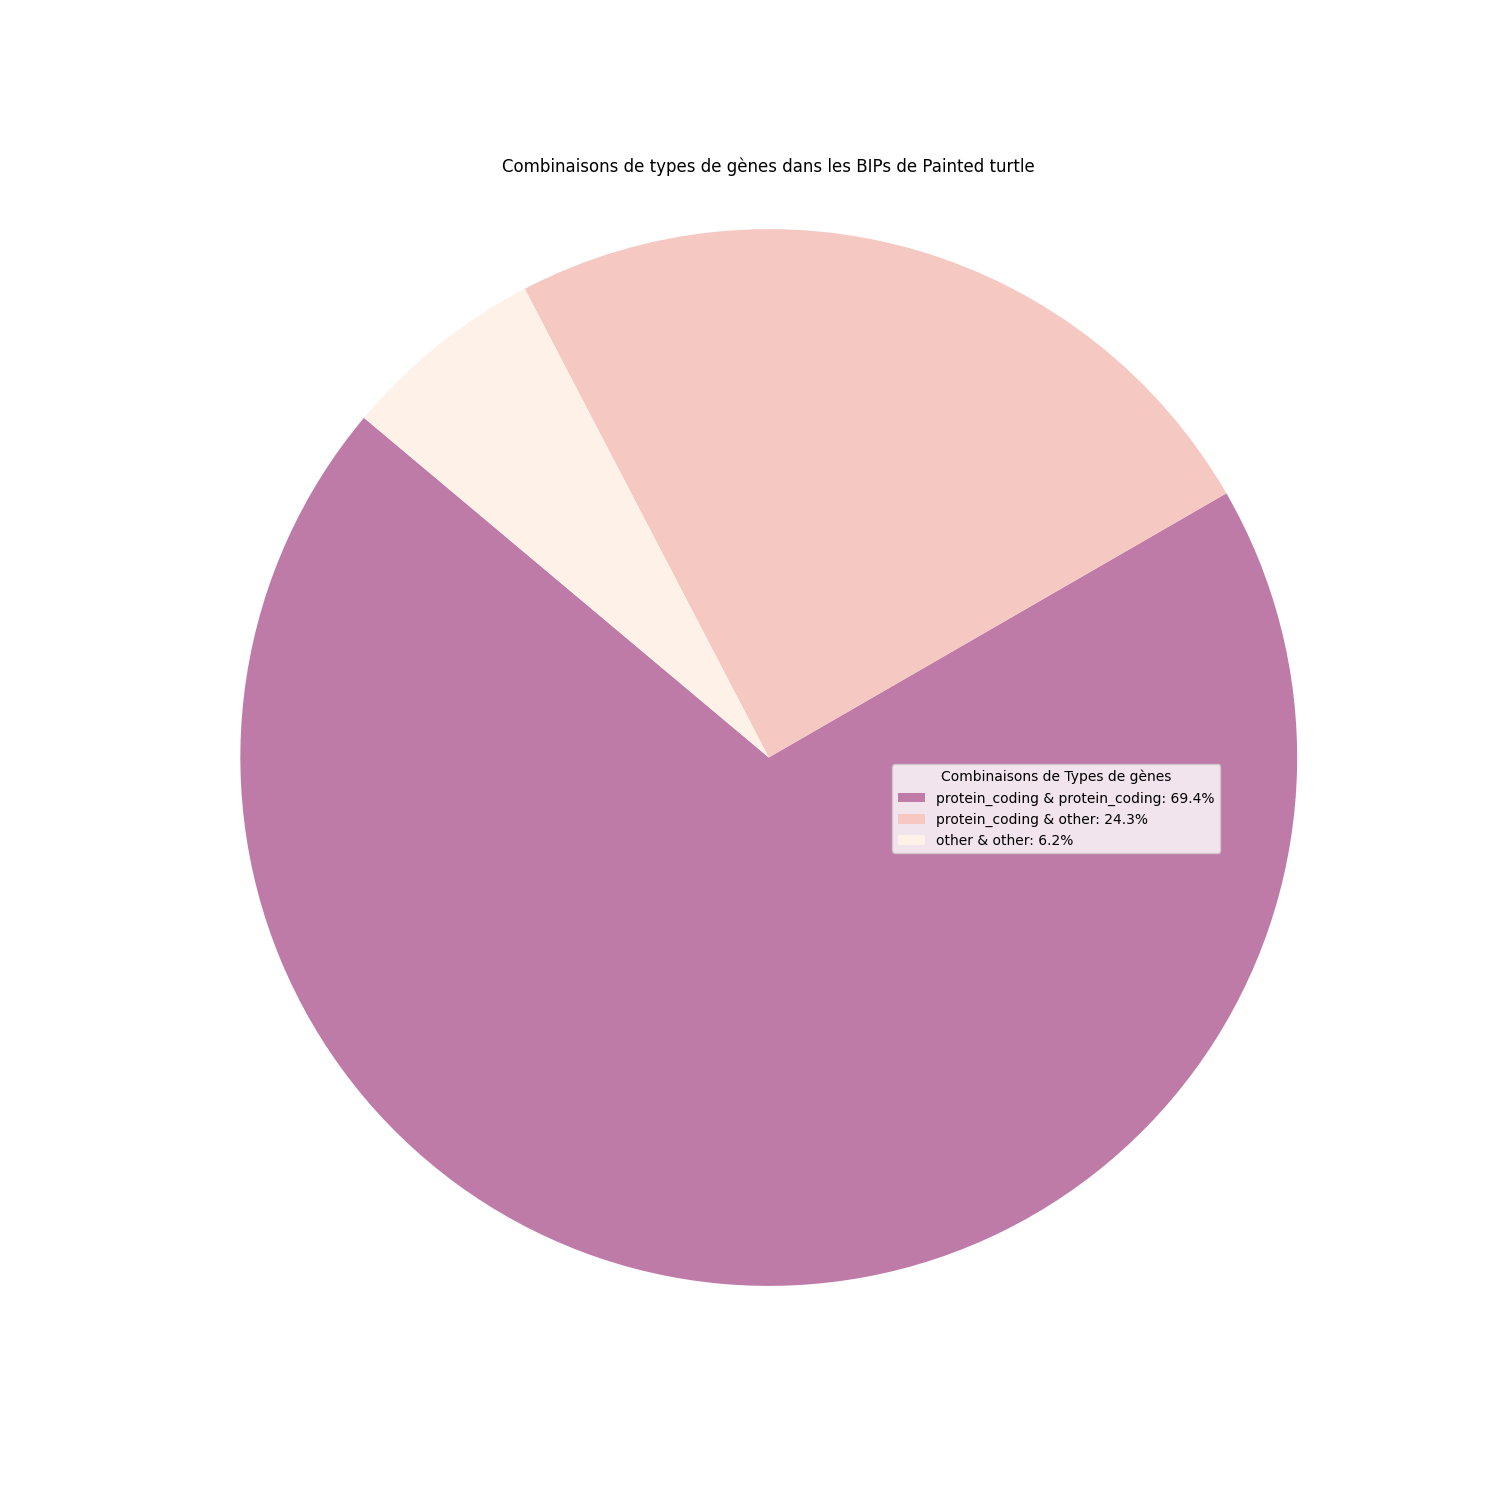 Combinaisons de types de gènes dans les BIPs de Painted turtle
Combinaisons de Types de gènes
protein_coding & protein_coding: 69.4%
protein_coding & other: 24.3%
other & other: 6.2%